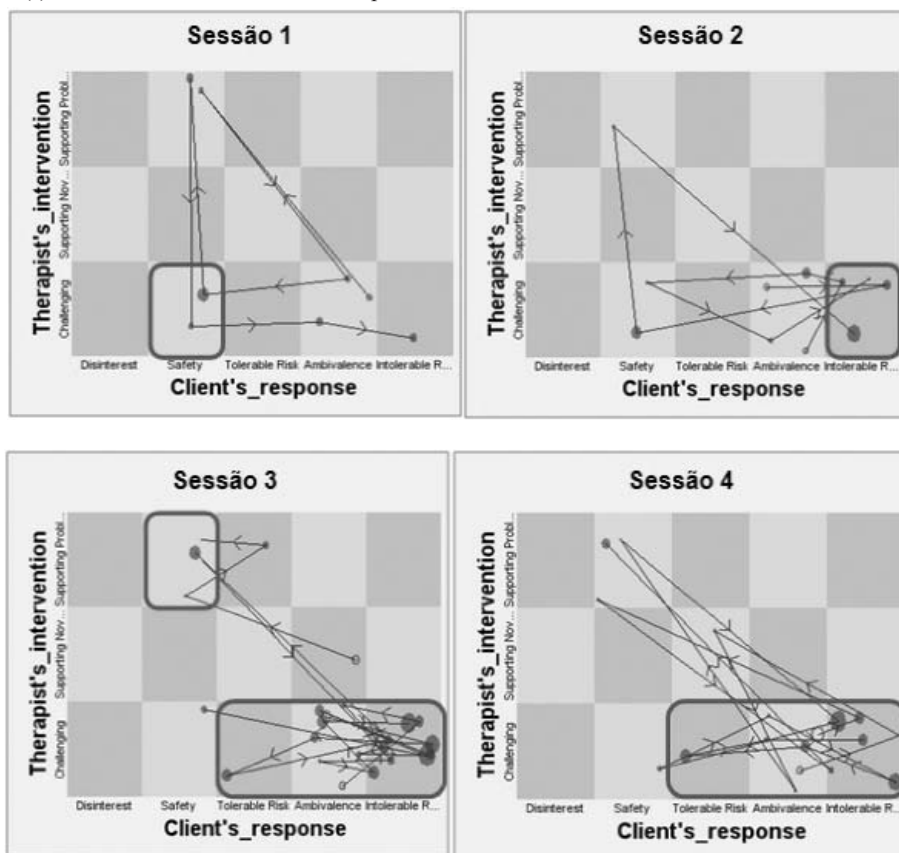 Sessão 1
Therapist's_intervention
Supporting Probl...
Supporting Nov...
Challenging
Disinterest Safety Tolerable Risk Ambivalence Intolerable R...
Client's_response
Sessão 2
Therapist's_intervention
Supporting Probl...
Supporting Nov...
Challenging
Disinterest Safety Tolerable Risk Ambivalence Intolerable R...
Client's_response
Sessão 3
Therapist's_intervention
Supporting Probl...
Supporting Nov...
Challenging
Disinterest Safety Tolerable Risk Ambivalence Intolerable R...
Client's_response
Sessão 4
Therapist's_intervention
Supporting Probl...
Supporting Nov...
Challenging
Disinterest Safety Tolerable Risk Ambivalence Intolerable R...
Client's_response